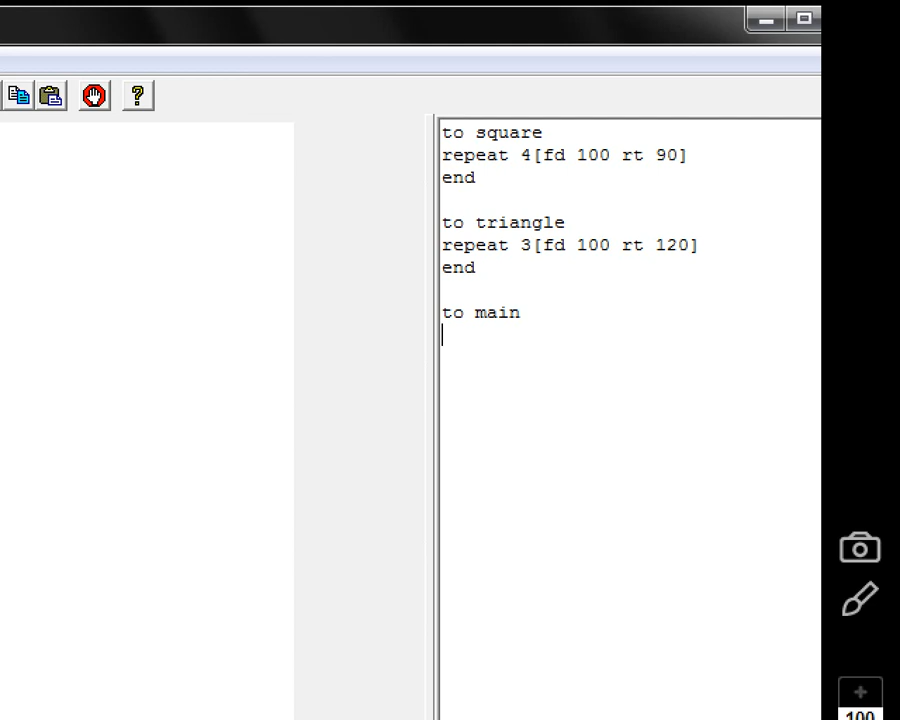 ?
to square
repeat 4[fd 100 rt 90]
end
to triangle
repeat 3[fd 100 rt 120]
end
to main
100